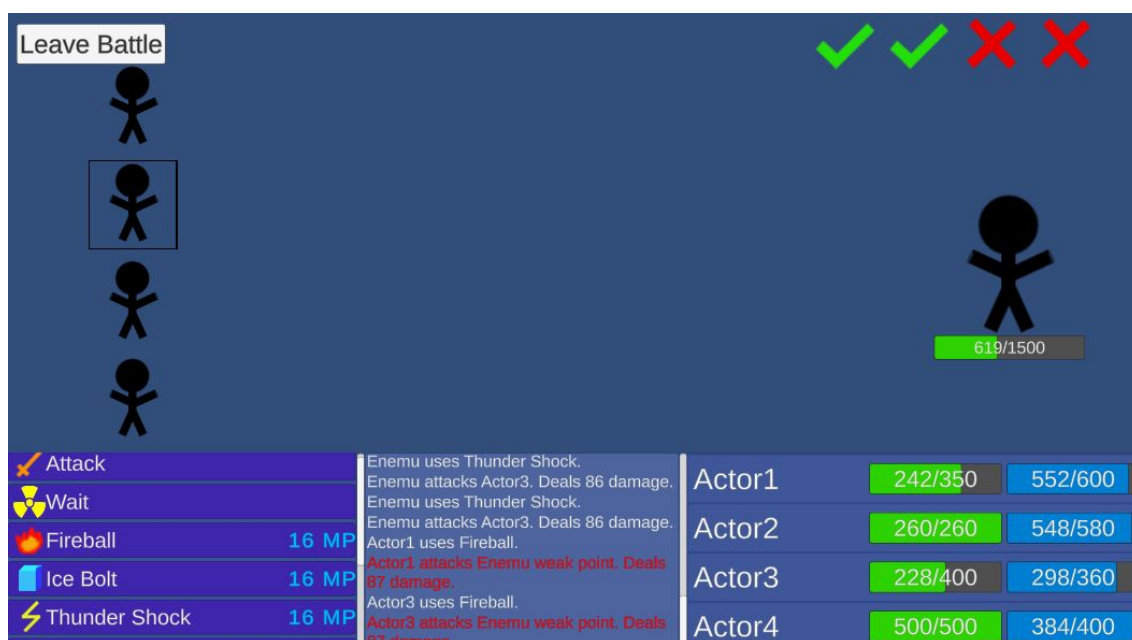 Leave Battle
619/1500
Attack
Wait
Fireball 16 MP
Ice Bolt 16 MP
Thunder Shock 16 MP
Enemu uses Thunder Shock.
Enemu attacks Actor3. Deals 86 damage.
Enemu uses Thunder Shock.
Enemu attacks Actor3. Deals 86 damage.
Actor1 uses Fireball.
Actor1 attacks Enemu weak point. Deals
87 damage.
Actor3 uses Fireball.
Actor3 attacks Enemu weak point. Deals
Actor1 242/350 552/600
Actor2 260/260 548/580
Actor3 228/400 298/360
Actor4 500/500 384/400